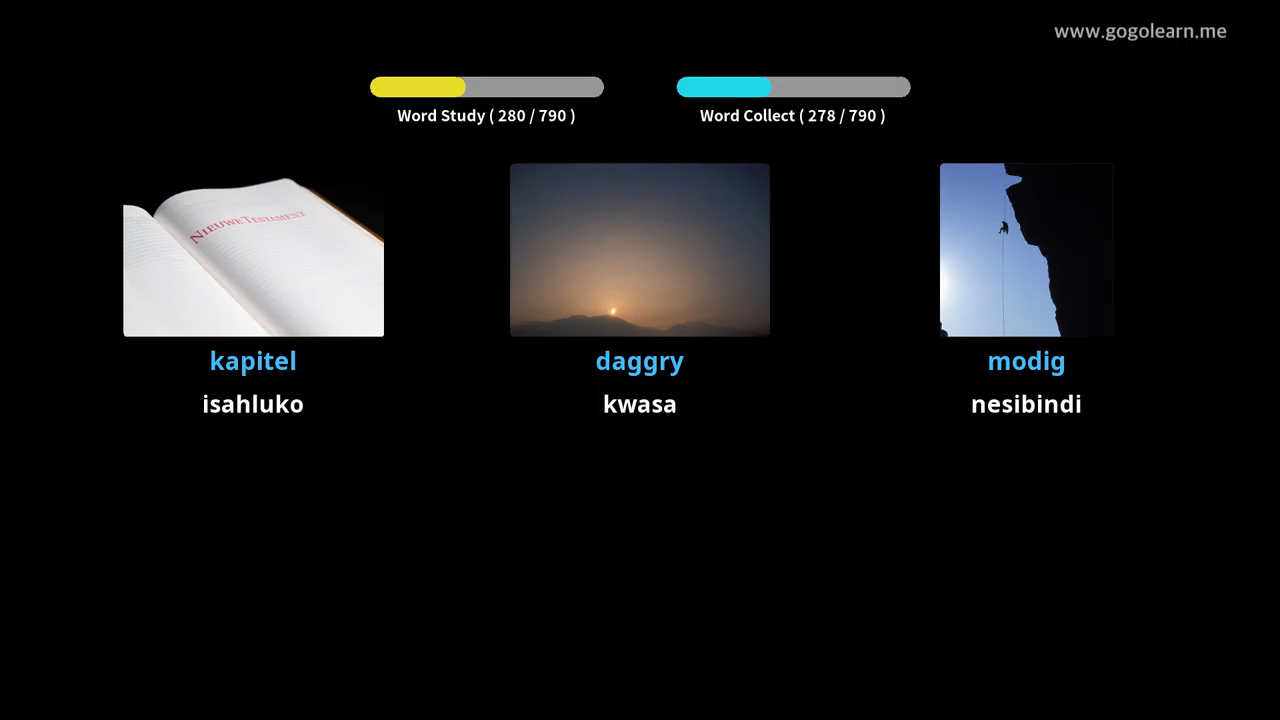 www.gogolearn.me
Word Study ( 280 / 790 )
Word Collect ( 278 / 790 )
NIEUWE TESTAMENT
kapitel
daggry
modig
isahluko
kwasa
nesibindi